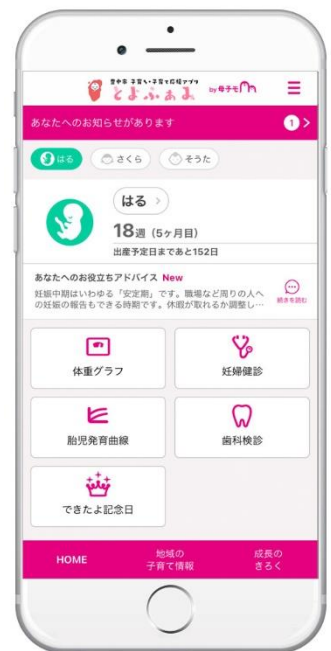 豊中市 子育ち・子育て応援アプリ
とよふぁみ by 母子モ
あなたへのお知らせがあります 1
はる さくら そうた
はる
18週 (5ヶ月目)
出産予定日まであと152日
あなたへのお役立ちアドバイス New
妊娠中期はいわゆる「安定期」です。職場など周りの人へ
の妊娠の報告もできる時期です。休暇が取れるか調整し…
続きを読む
体重グラフ
妊婦健診
胎児発育曲線
歯科検診
できたよ記念日
HOME
地域の
子育て情報
成長の
きろく